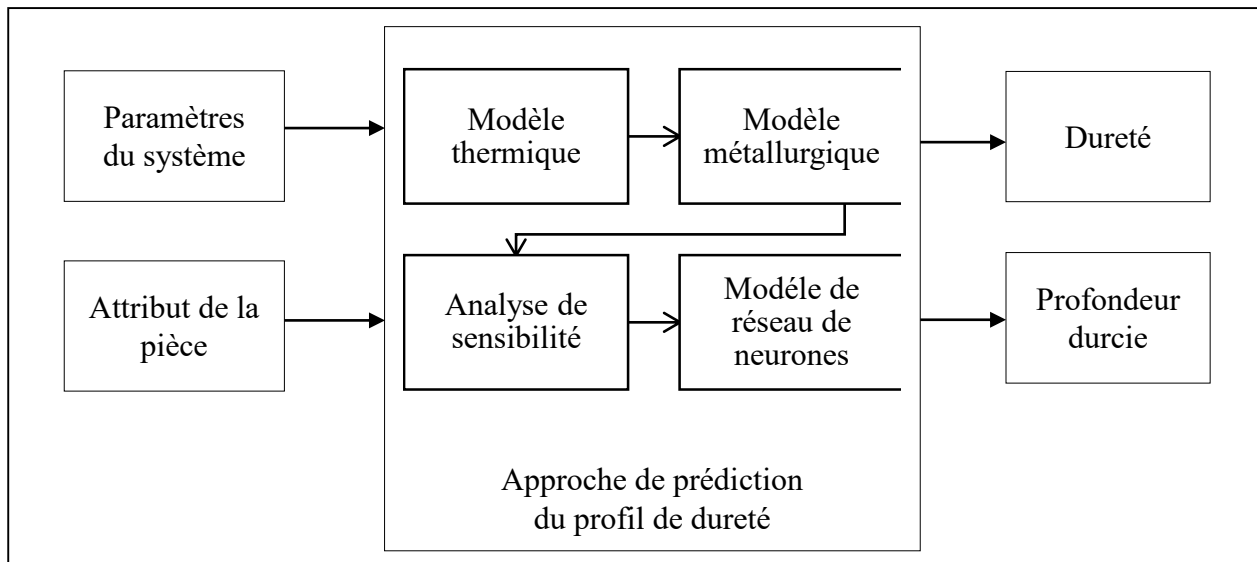 Paramètres
du système
Modèle
thermique
Modèle
métallurgique
Dureté
Attribut de la
pièce
Analyse de
sensibilité
Modéle de
réseau de
neurones
Profondeur
durcie
Approche de prédiction
du profil de dureté